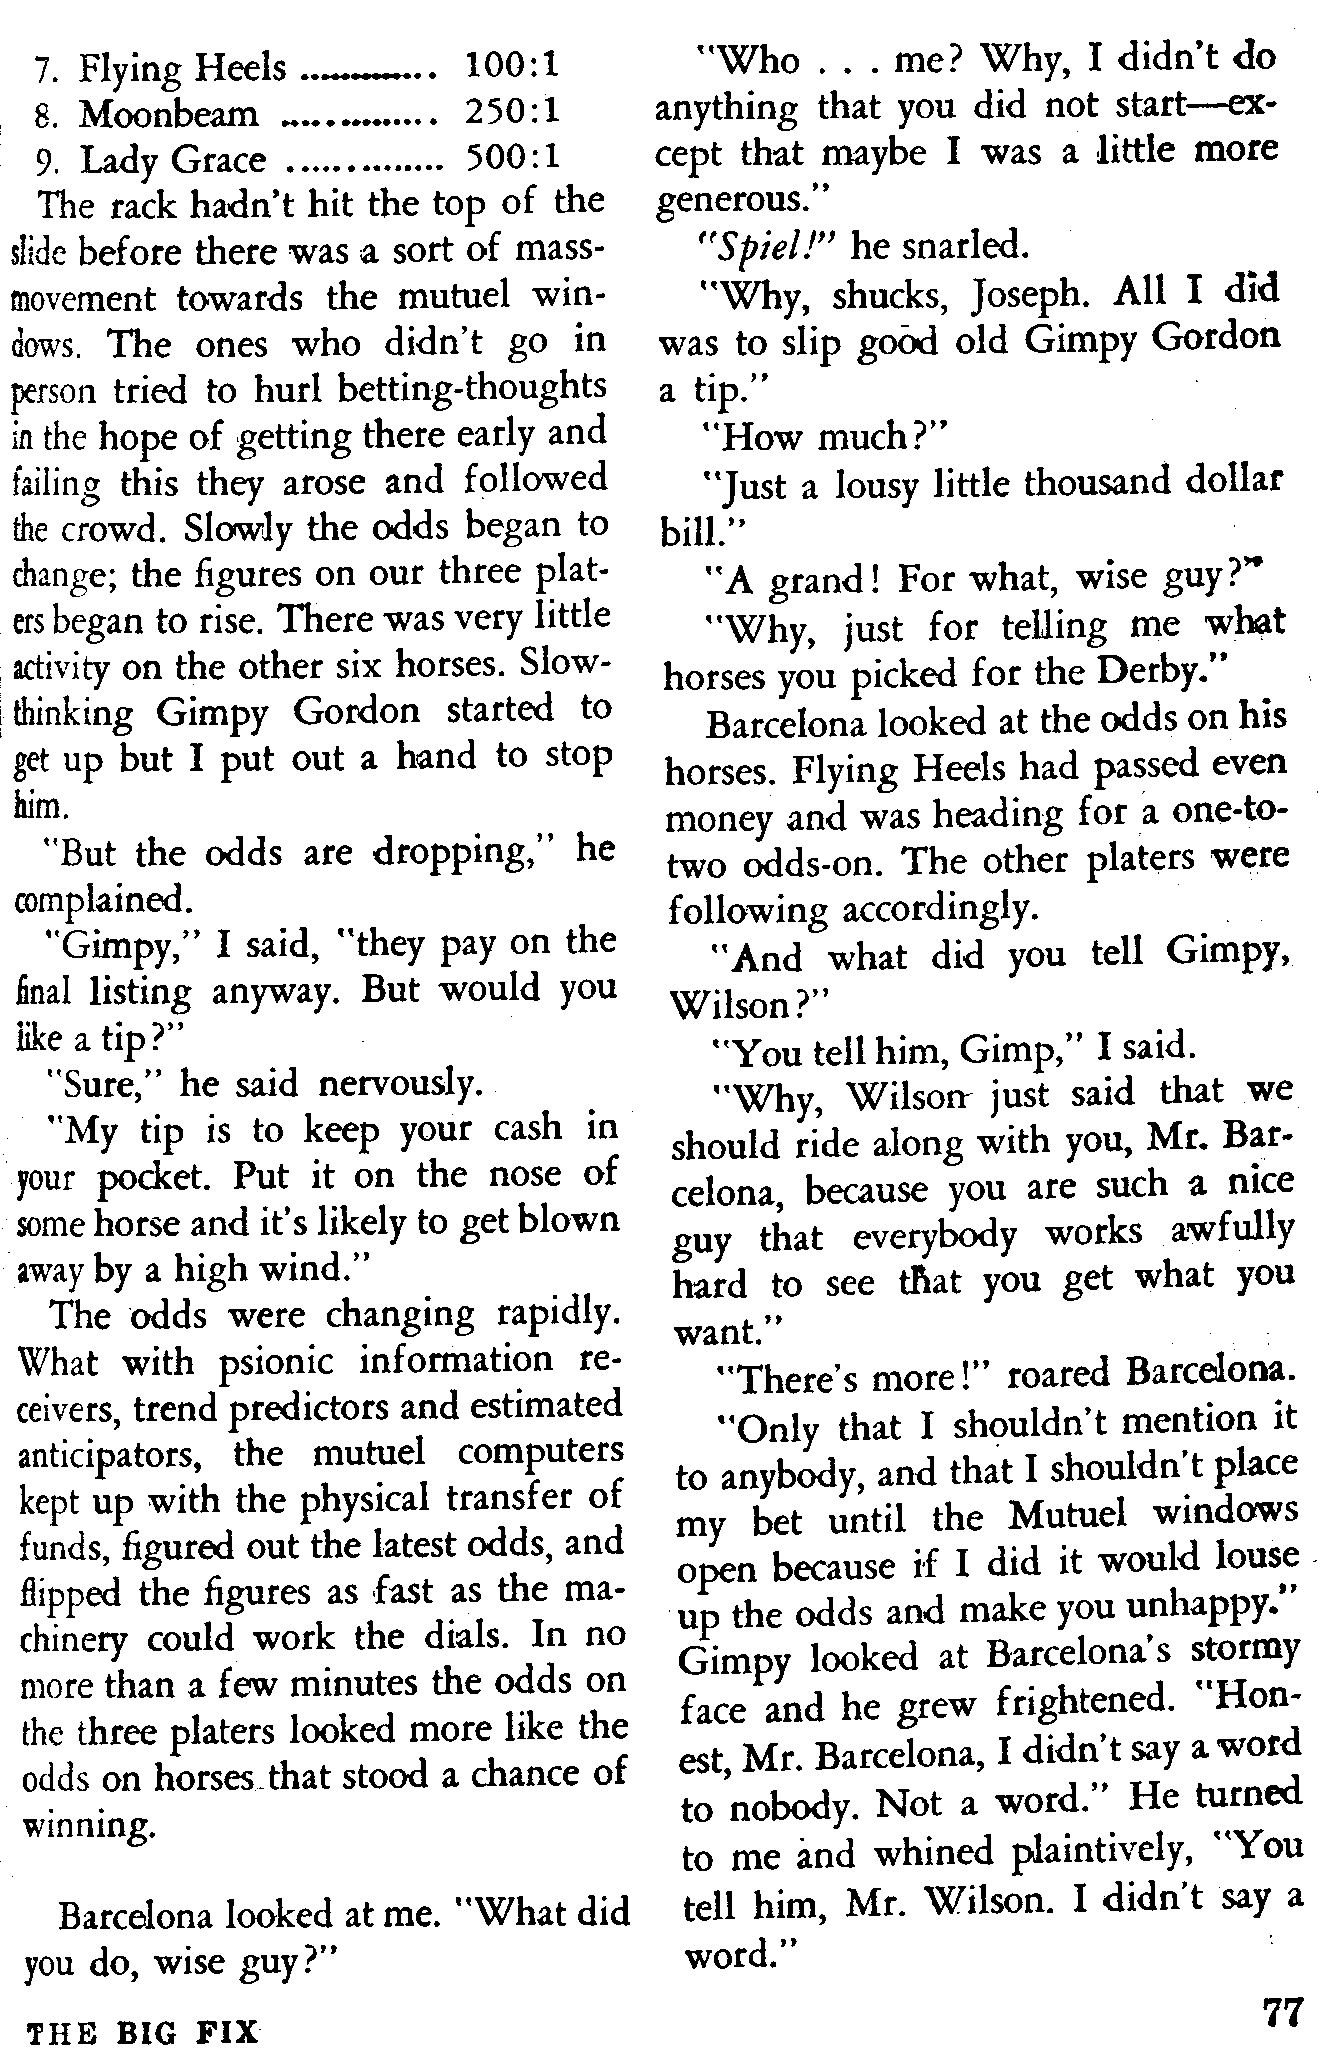 7. Flying Heels .............. 100:1
8. Moonbeam .............. 250:1
9. Lady Grace .............. 500:1
The rack hadn't hit the top of the
slide before there was a sort of mass-
movement towards the mutuel win-
dows. The ones who didn't go in
person tried to hurl betting-thoughts
in the hope of getting there early and
failing this they arose and followed
the crowd. Slowly the odds began to
change; the figures on our three plat-
ers began to rise. There was very little
activity on the other six horses. Slow-
thinking Gimpy Gordon started to
get up but I put out a hand to stop
him.
"But the odds are dropping," he
complained.
"Gimpy," I said, "they pay on the
final listing anyway. But would you
like a tip?"
"Sure," he said nervously.
"My tip is to keep your cash in
your pocket. Put it on the nose of
some horse and it's likely to get blown
away by a high wind."
The odds were changing rapidly.
What with psionic information re-
ceivers, trend predictors and estimated
anticipators, the mutuel computers
kept up with the physical transfer of
funds, figured out the latest odds, and
flipped the figures as fast as the ma-
chinery could work the dials. In no
more than a few minutes the odds on
the three platers looked more like the
odds on horses that stood a chance of
winning.
Barcelona looked at me. "What did
you do, wise guy?"
"Who . . . me? Why, I didn't do
anything that you did not start—ex-
cept that maybe I was a little more
generous."
"Spiel!" he snarled.
"Why, shucks, Joseph. All I did
was to slip good old Gimpy Gordon
a tip."
"How much?"
"Just a lousy little thousand dollar
bill."
"A grand! For what, wise guy?"
"Why, just for telling me what
horses you picked for the Derby."
Barcelona looked at the odds on his
horses. Flying Heels had passed even
money and was heading for a one-to-
two odds-on. The other platers were
following accordingly.
"And what did you tell Gimpy,
Wilson?"
"You tell him, Gimp," I said.
"Why, Wilson just said that we
should ride along with you, Mr. Bar-
celona, because you are such a nice
guy that everybody works awfully
hard to see that you get what you
want."
"There's more!" roared Barcelona.
"Only that I shouldn't mention it
to anybody, and that I shouldn't place
my bet until the Mutuel windows
open because if I did it would louse
up the odds and make you unhappy."
Gimpy looked at Barcelona's stormy
face and he grew frightened. "Hon-
est, Mr. Barcelona, I didn't say a word
to nobody. Not a word." He turned
to me and whined plaintively, "You
tell him, Mr. Wilson. I didn't say a
word."
THE BIG FIX
77